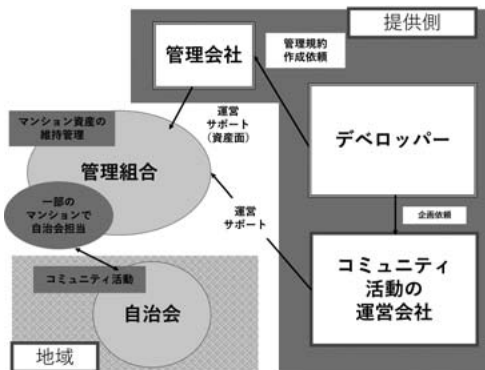 提供側
管理会社
管理規約
作成依頼
マンション資産の
維持管理
運営
サポート
（資産面）
デベロッパー
管理組合
一部の
マンションで
自治会担当
運営
サポート
企画依頼
コミュニティ
活動の
運営会社
コミュニティ活動
自治会
地域